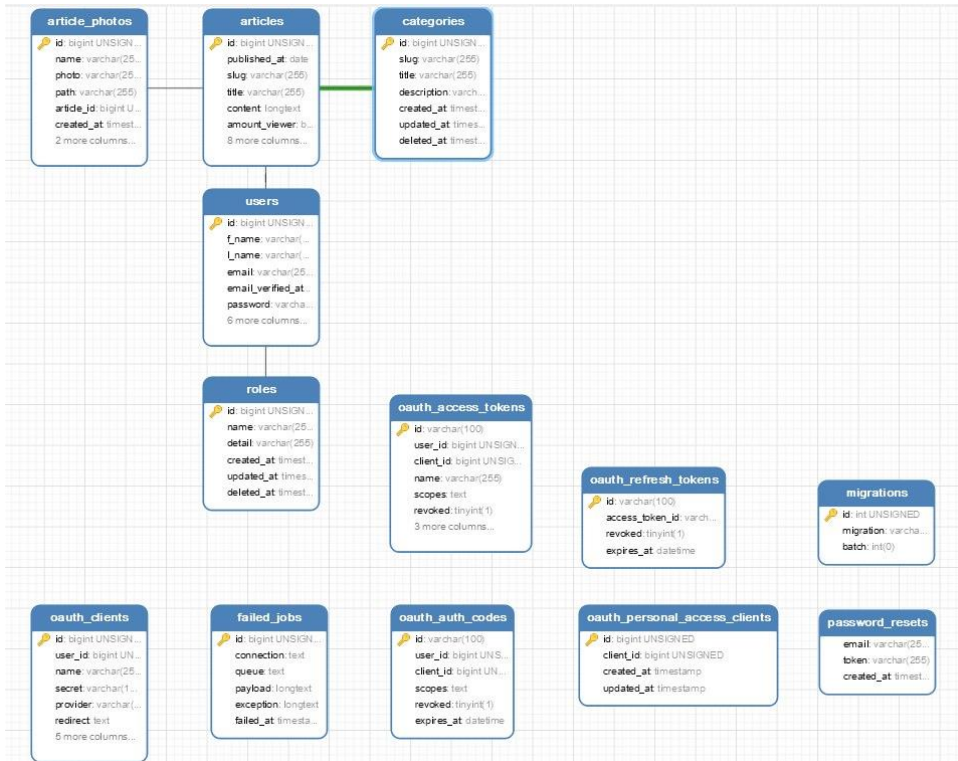 article_photos
id: bigint UNSIGN...
name: varchar(25...
photo: varchar(25...
path: varchar(255)
article_id: bigint U...
created_at: timest...
2 more columns...
articles
id: bigint UNSIGN...
published_at: date
slug: varchar(255)
title: varchar(255)
content: longtext
amount_viewer: b...
8 more columns...
categories
id: bigint UNSIGN...
slug: varchar(255)
title: varchar(255)
description: varch...
created_at: timest...
updated_at: times...
deleted_at: timest...
users
id: bigint UNSIGN...
f_name: varchar(...
l_name: varchar(...
email: varchar(25...
email_verified_at...
password: varcha...
6 more columns...
roles
id: bigint UNSIGN...
name: varchar(25...
detail: varchar(255)
created_at: timest...
updated_at: times...
deleted_at: timest...
oauth_access_tokens
id: varchar(100)
user_id: bigint UNSIGN...
client_id: bigint UNSIG...
name: varchar(255)
scopes: text
revoked: tinyint(1)
3 more columns...
oauth_refresh_tokens
id: varchar(100)
access_token_id: varch...
revoked: tinyint(1)
expires_at: datetime
migrations
id: int UNSIGNED
migration: varcha...
batch: int(0)
oauth_clients
id: bigint UNSIGN...
user_id: bigint UN...
name: varchar(25...
secret: varchar(1...
provider: varchar(...
redirect: text
5 more columns...
failed_jobs
id: bigint UNSIGN...
connection: text
queue: text
payload: longtext
exception: longtext
failed_at: timesta...
oauth_auth_codes
id: varchar(100)
user_id: bigint UNS...
client_id: bigint UN...
scopes: text
revoked: tinyint(1)
expires_at: datetime
oauth_personal_access_clients
id: bigint UNSIGNED
client_id: bigint UNSIGNED
created_at: timestamp
updated_at: timestamp
password_resets
email: varchar(25...
token: varchar(255)
created_at: timest...